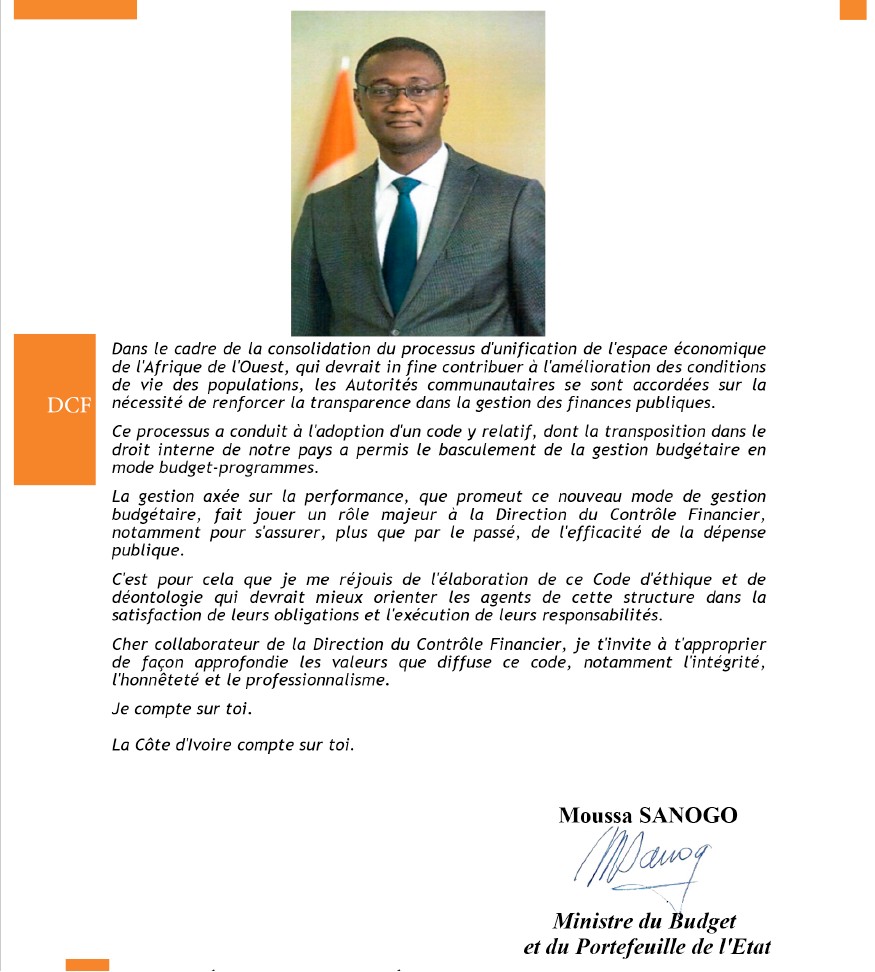 Dans le cadre de la consolidation du processus d'unification de l'espace économique
de l'Afrique de l'Ouest, qui devrait in fine contribuer à l'amélioration des conditions
de vie des populations, les Autorités communautaires se sont accordées sur la
nécessité de renforcer la transparence dans la gestion des finances publiques.
DCF
Ce processus a conduit à l'adoption d'un code y relatif, dont la transposition dans le
droit interne de notre pays a permis le basculement de la gestion budgétaire en
mode budget-programmes.
La gestion axée sur la performance, que promeut ce nouveau mode de gestion
budgétaire, fait jouer un rôle majeur à la Direction du Contrôle Financier,
notamment pour s'assurer, plus que par le passé, de l'efficacité de la dépense
publique.
C'est pour cela que je me réjouis de l'élaboration de ce Code d'éthique et de
déontologie qui devrait mieux orienter les agents de cette structure dans la
satisfaction de leurs obligations et l'exécution de leurs responsabilités.
Cher collaborateur de la Direction du Contrôle Financier, je t'invite à t'approprier
de façon approfondie les valeurs que diffuse ce code, notamment l'intégrité,
l'honnêteté et le professionnalisme.
Je compte sur toi.
La Côte d'Ivoire compte sur toi.
Moussa SANOGO
Ministre du Budget
et du Portefeuille de l'Etat